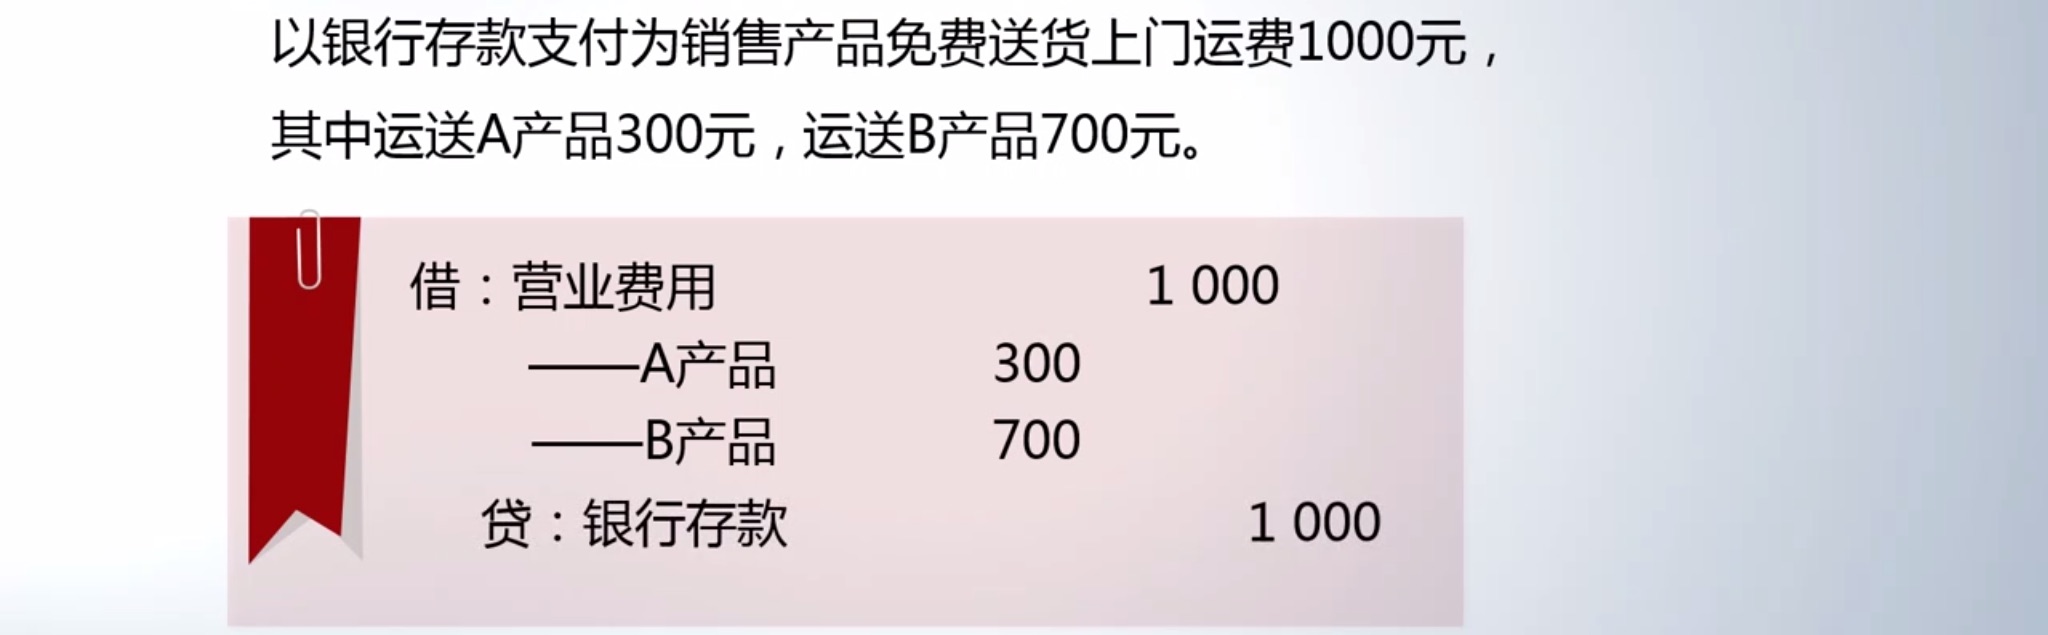 以银行存款支付为销售产品免费送货上门运费1000元，
其中运送A产品300元，运送B产品700元。
借：营业费用 1 000
——A产品 300
——B产品 700
贷：银行存款 1 000